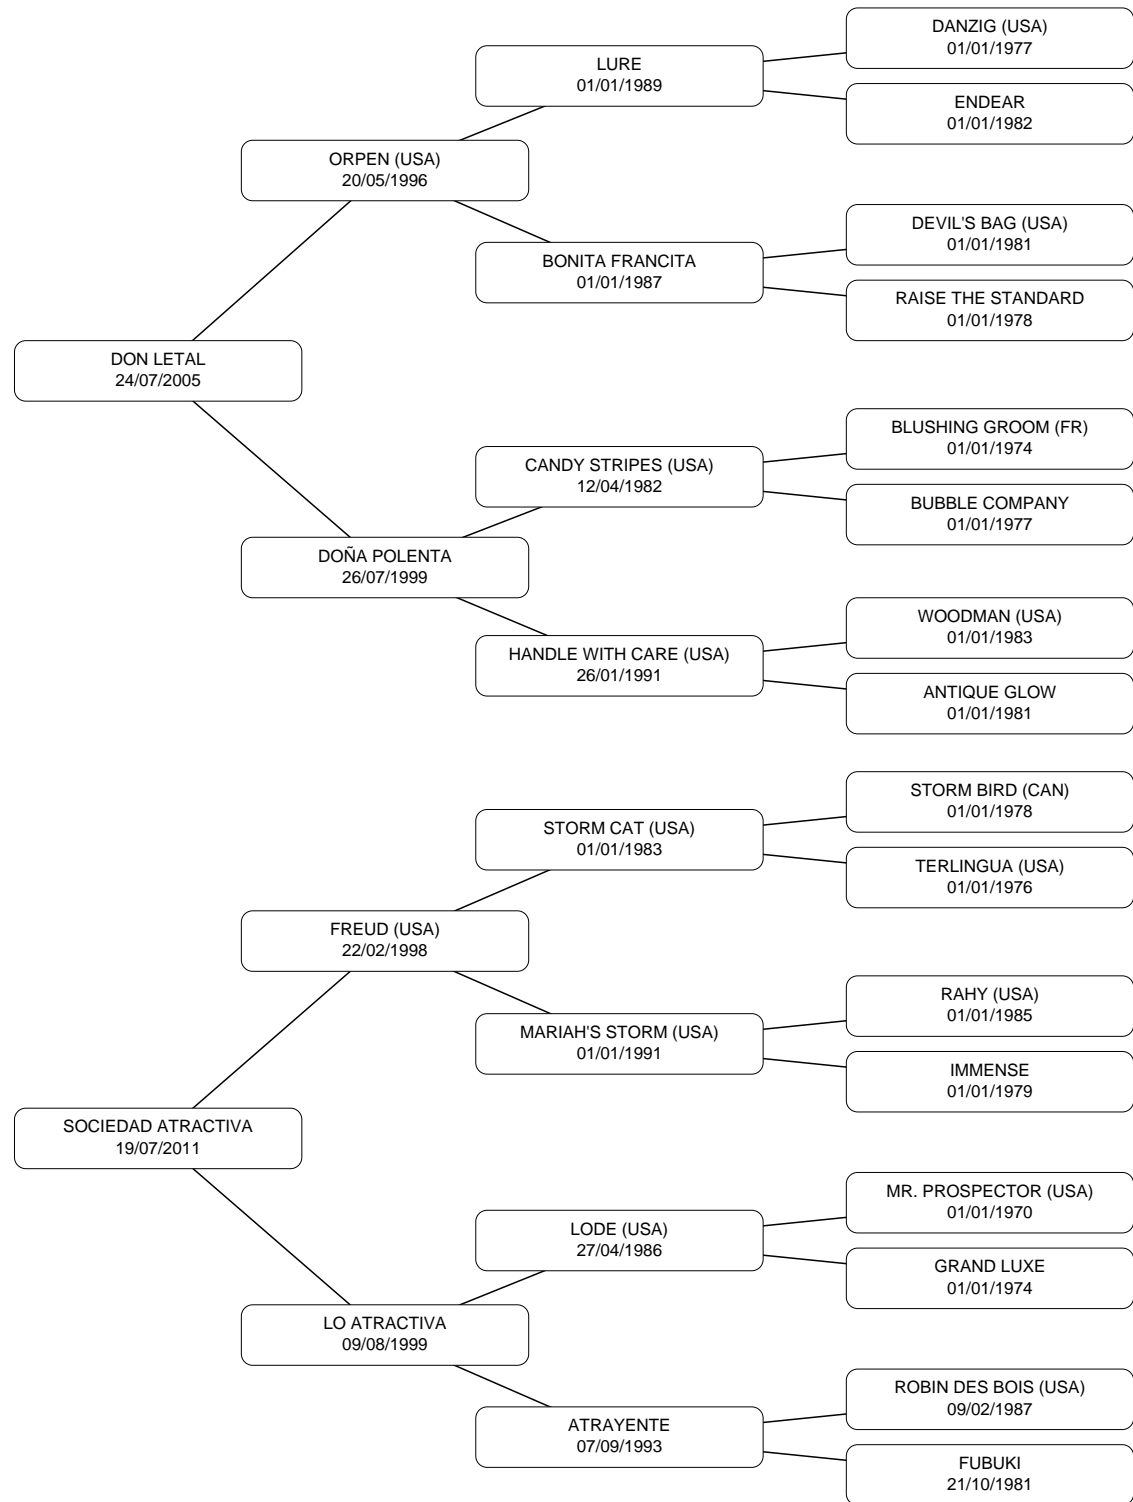 DANZIG (USA)
01/01/1977
LURE
01/01/1989
ENDEAR
01/01/1982
ORPEN (USA)
20/05/1996
DEVIL'S BAG (USA)
01/01/1981
BONITA FRANCITA
01/01/1987
RAISE THE STANDARD
01/01/1978
DON LETAL
24/07/2005
BLUSHING GROOM (FR)
01/01/1974
CANDY STRIPES (USA)
12/04/1982
BUBBLE COMPANY
01/01/1977
DOÑA POLENTA
26/07/1999
WOODMAN (USA)
01/01/1983
HANDLE WITH CARE (USA)
26/01/1991
ANTIQUE GLOW
01/01/1981
STORM BIRD (CAN)
01/01/1978
STORM CAT (USA)
01/01/1983
TERLINGUA (USA)
01/01/1976
FREUD (USA)
22/02/1998
RAHY (USA)
01/01/1985
MARIAH'S STORM (USA)
01/01/1991
IMMENSE
01/01/1979
SOCIEDAD ATRACTIVA
19/07/2011
MR. PROSPECTOR (USA)
01/01/1970
LODE (USA)
27/04/1986
GRAND LUXE
01/01/1974
LO ATRACTIVA
09/08/1999
ROBIN DES BOIS (USA)
09/02/1987
ATRAYENTE
07/09/1993
FUBUKI
21/10/1981